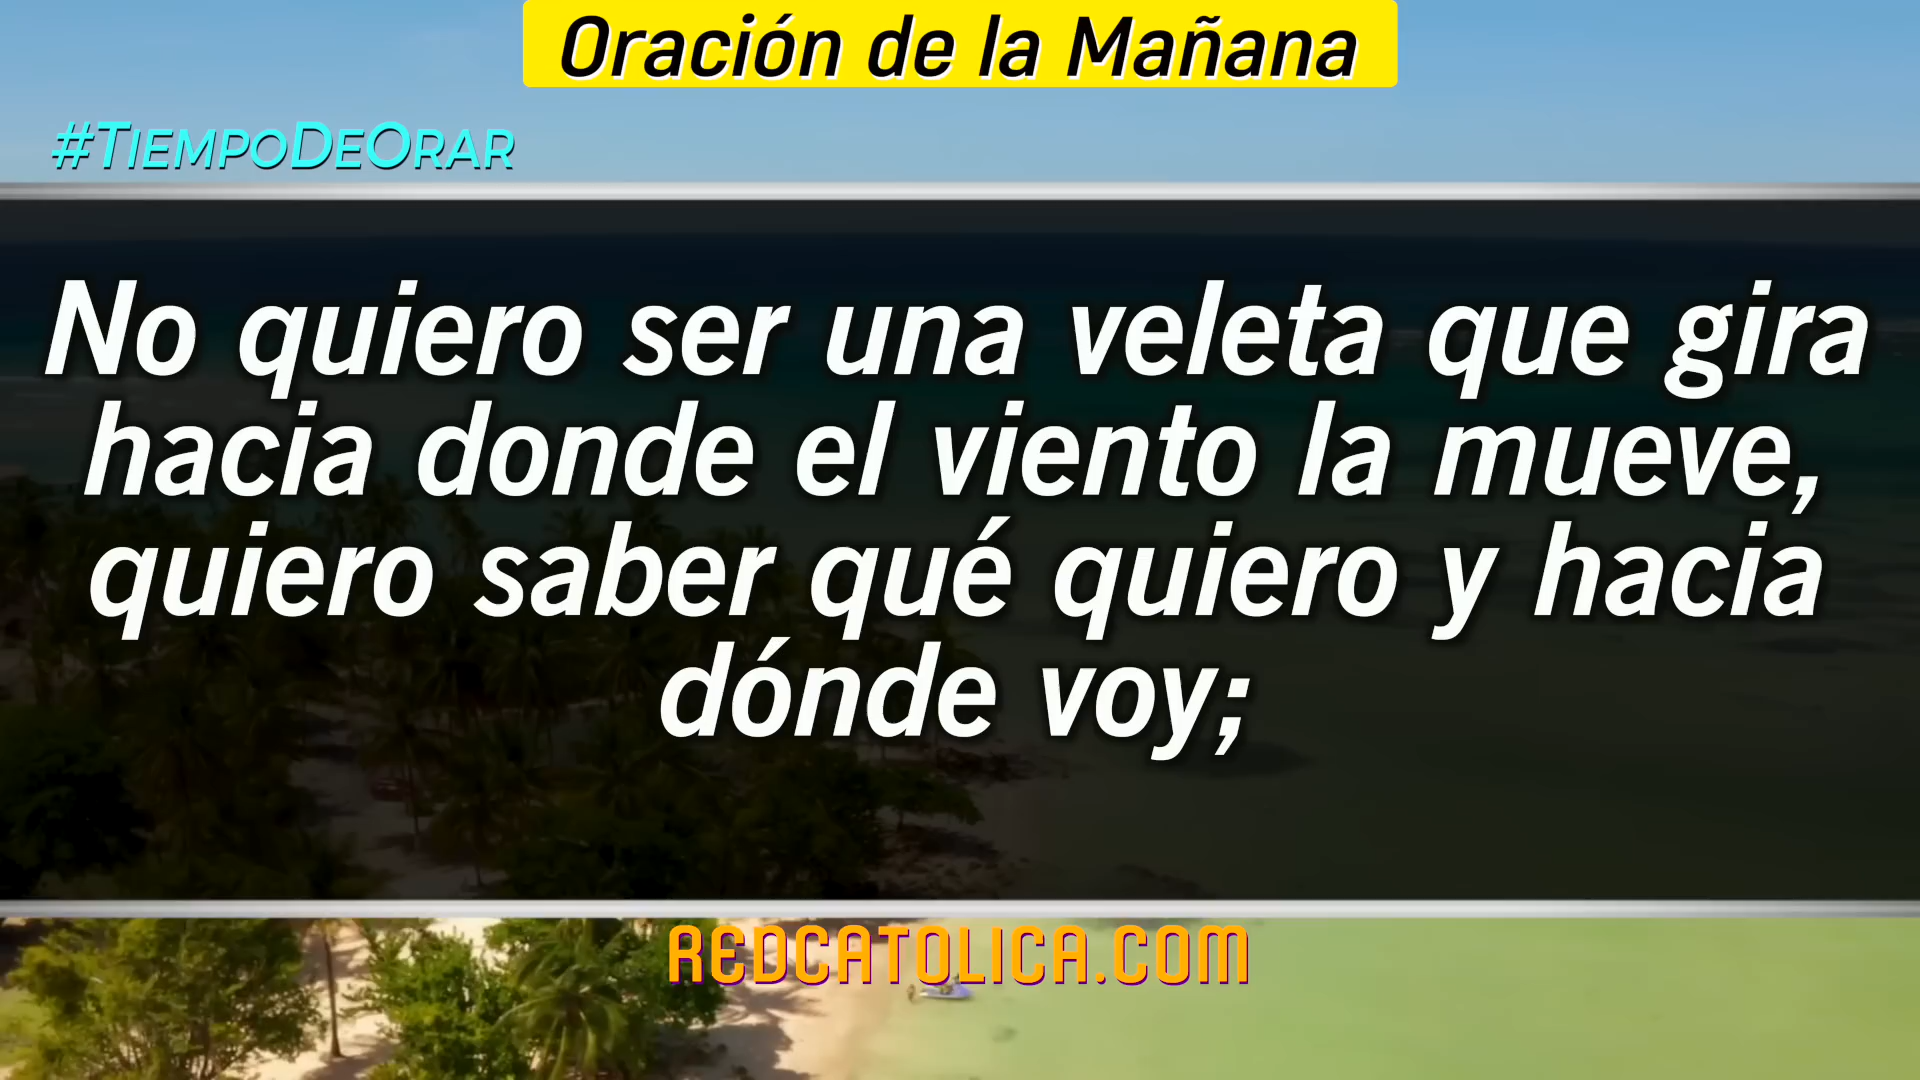 Oración de la Mañana
#TiempoDeOrar
No quiero ser una veleta que gira
hacia donde el viento la mueve,
quiero saber qué quiero y hacia
dónde voy;
REDCATOLICA.COM